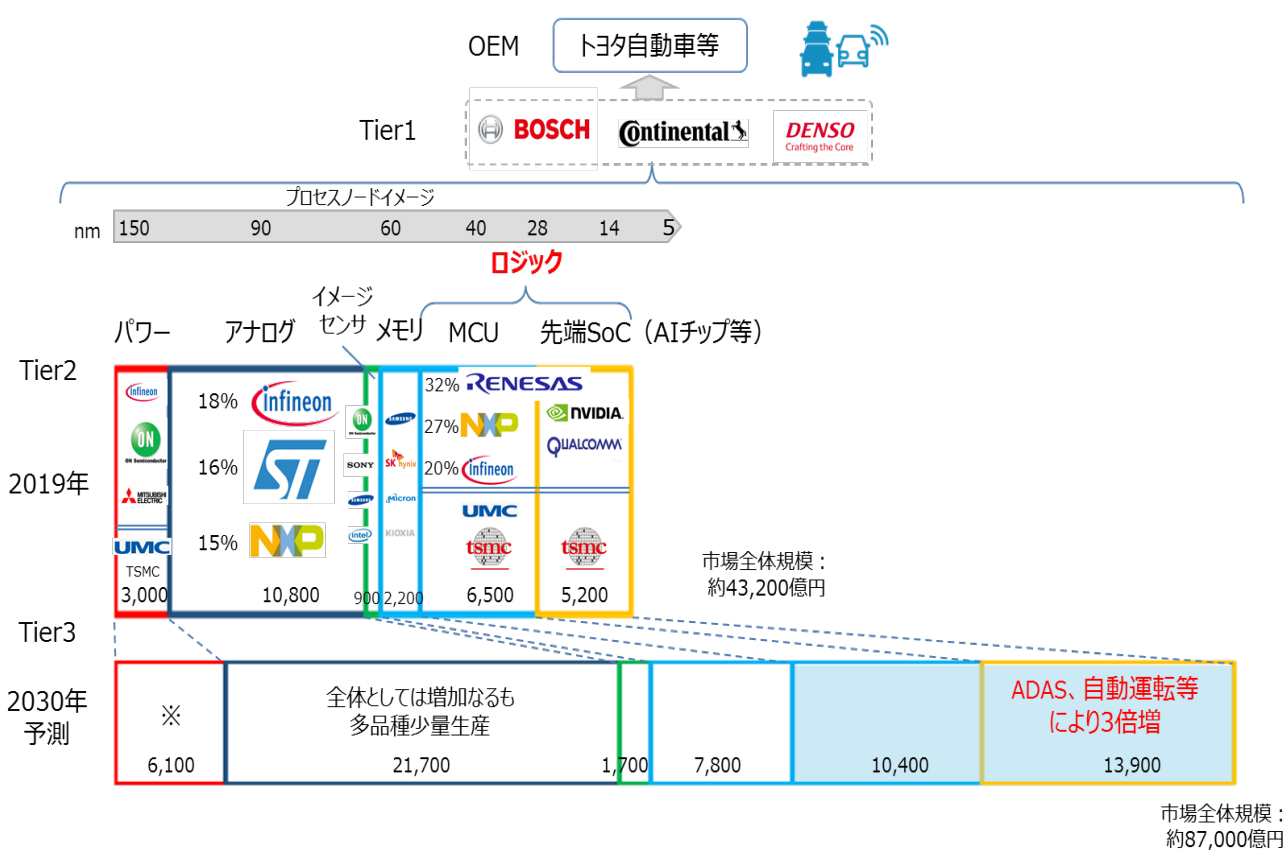 OEM
トヨタ自動車等
Tier1
BOSCH
Continental
DENSO
Crafting the Core
プロセスノードイメージ
nm 150 90 60 40 28 14 5
ロジック
イメージ
センサ
パワー アナログ メモリ MCU 先端SoC（AIチップ等）
Tier2
2019年
infineon
ON
ON Semiconductor
MITSUBISHI
ELECTRIC
UMC
TSMC
3,000
18% infineon
16% ST
15% NXP
10,800
ON
ON Semiconductor
SONY
SAMSUNG
intel
900
SAMSUNG
SK hynix
Micron
KIOXIA
2,200
32% RENESAS
27% NXP
20% infineon
UMC
tsmc
6,500
NVIDIA.
QUALCOMM
tsmc
5,200
市場全体規模：
約43,200億円
Tier3
2030年
予測
※
6,100
全体としては増加なるも
多品種少量生産
21,700
1,700
7,800
10,400
ADAS、自動運転等
により3倍増
13,900
市場全体規模：
約87,000億円